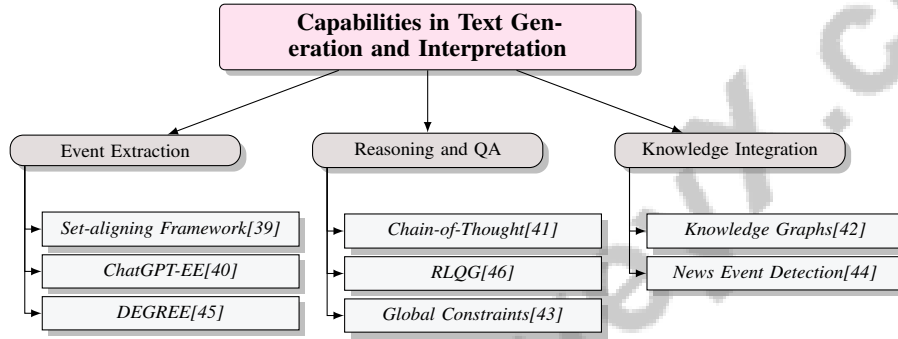 Capabilities in Text Gen-
eration and Interpretation
Event Extraction
Reasoning and QA
Knowledge Integration
Set-aligning Framework[39]
ChatGPT-EE[40]
DEGREE[45]
Chain-of-Thought[41]
RLQG[46]
Global Constraints[43]
Knowledge Graphs[42]
News Event Detection[44]